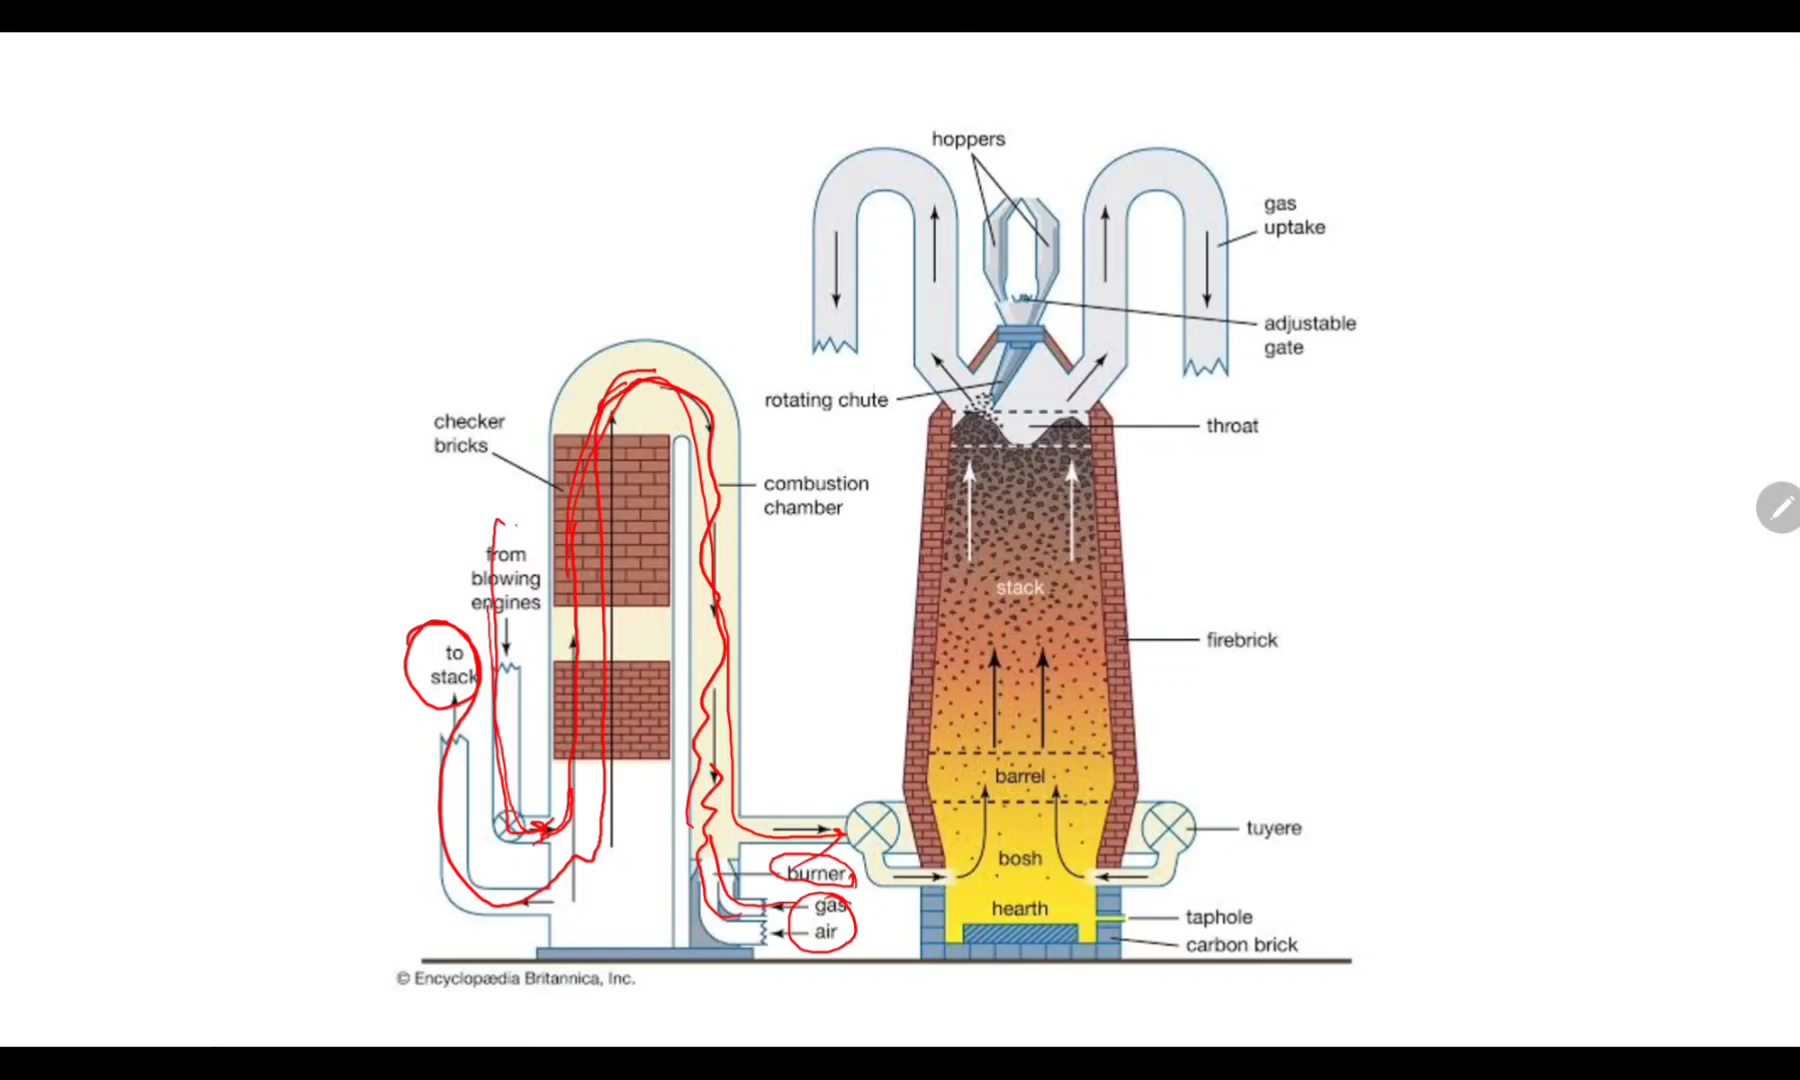 hoppers
gas
uptake
adjustable
gate
rotating chute
throat
checker
bricks
combustion
chamber
from
blowing
engines
stack
firebrick
to
stack
barrel
tuyere
bosh
burner
gas
air
hearth
taphole
carbon brick
© Encyclopædia Britannica, Inc.